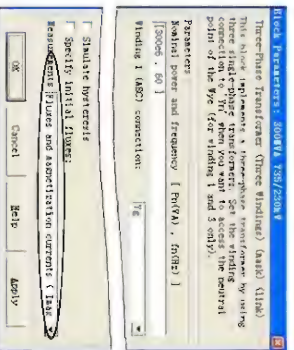 Block Parameters: 300MVA 735/230kV
Three-Phase Transformer (Three Windings) (mask) (link)
This block implements a three-phase transformer by using
three single-phase transformers. Set the winding
connection to 'Yn' when you want to access the neutral
point of the Wye (for winding 1 and 3 only).
Parameters
Nominal power and frequency [ Pn(VA) , fn(Hz) ]
[300e6 , 60 ]
Winding 1 (ABC) connection:
Yg
Simulate hysteresis
Specify initial fluxes:
Measurements Fluxes and magnetization currents ( Imag
OK
Cancel
Help
Apply